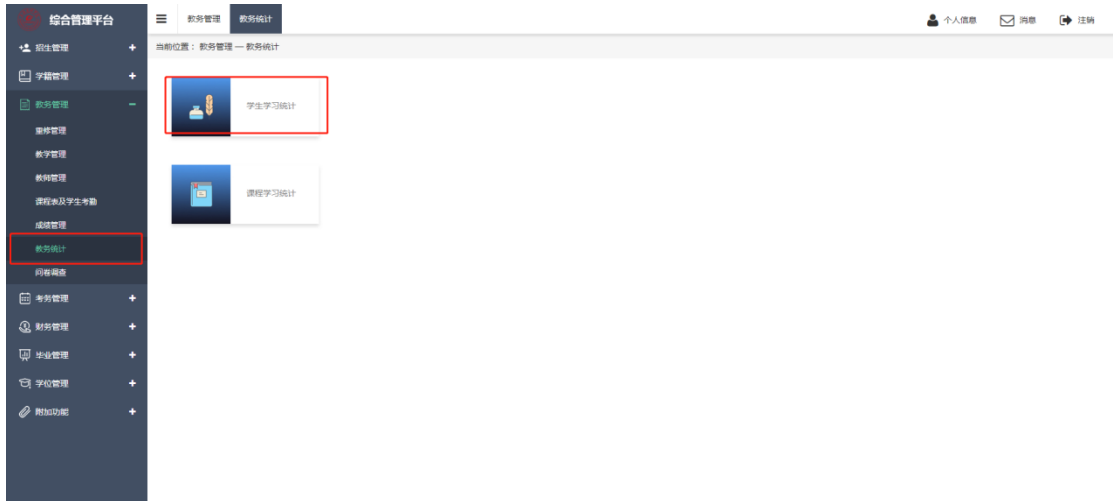 综合管理平台
教务管理 教务统计
个人信息 消息 注销
当前位置： 教务管理 — 教务统计
招生管理
学籍管理
教务管理
重修管理
教学管理
教师管理
课程表及学生考勤
成绩管理
教务统计
问卷调查
考务管理
财务管理
毕业管理
学位管理
附加功能
学生学习统计
课程学习统计